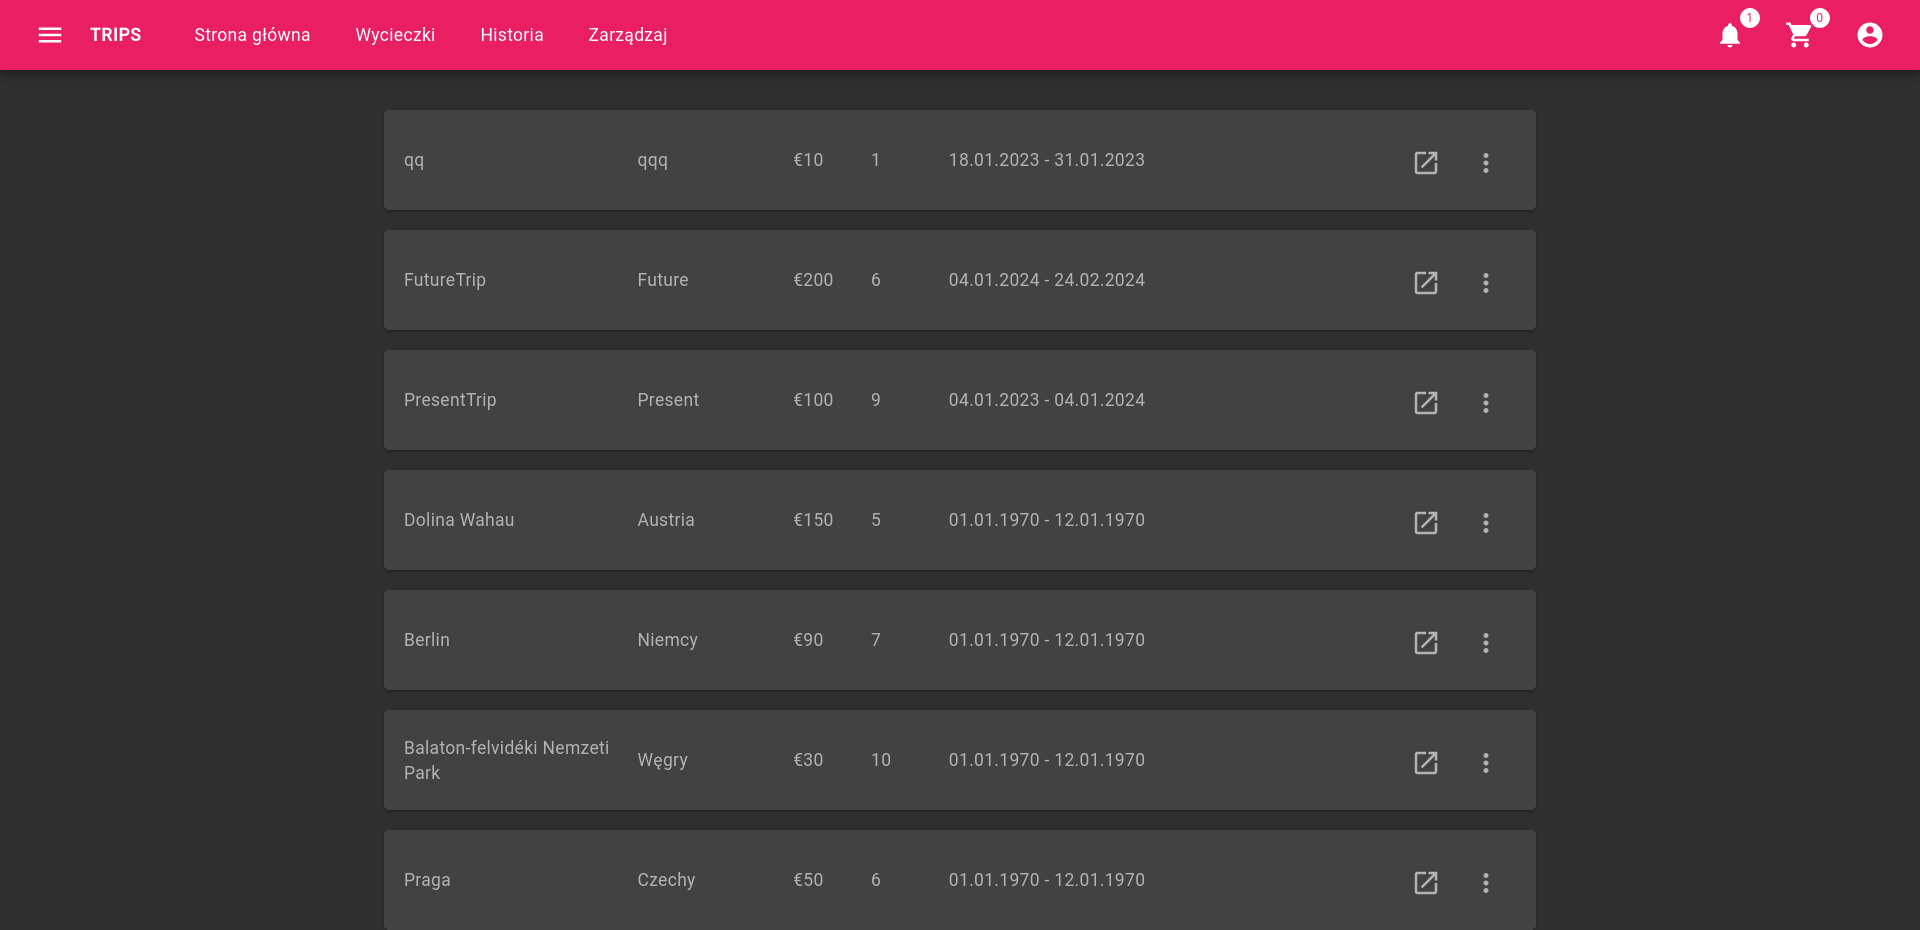 TRIPS Strona główna Wycieczki Historia Zarządzaj 1 0
qq qqq €10 1 18.01.2023 - 31.01.2023
FutureTrip Future €200 6 04.01.2024 - 24.02.2024
PresentTrip Present €100 9 04.01.2023 - 04.01.2024
Dolina Wahau Austria €150 5 01.01.1970 - 12.01.1970
Berlin Niemcy €90 7 01.01.1970 - 12.01.1970
Balaton-felvidéki Nemzeti
Park
Węgry €30 10 01.01.1970 - 12.01.1970
Praga Czechy €50 6 01.01.1970 - 12.01.1970